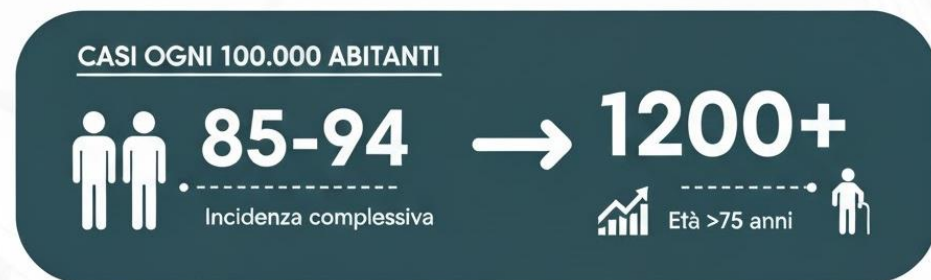 CASI OGNI 100.000 ABITANTI
85-94
Incidenza complessiva
1200+
Età >75 anni